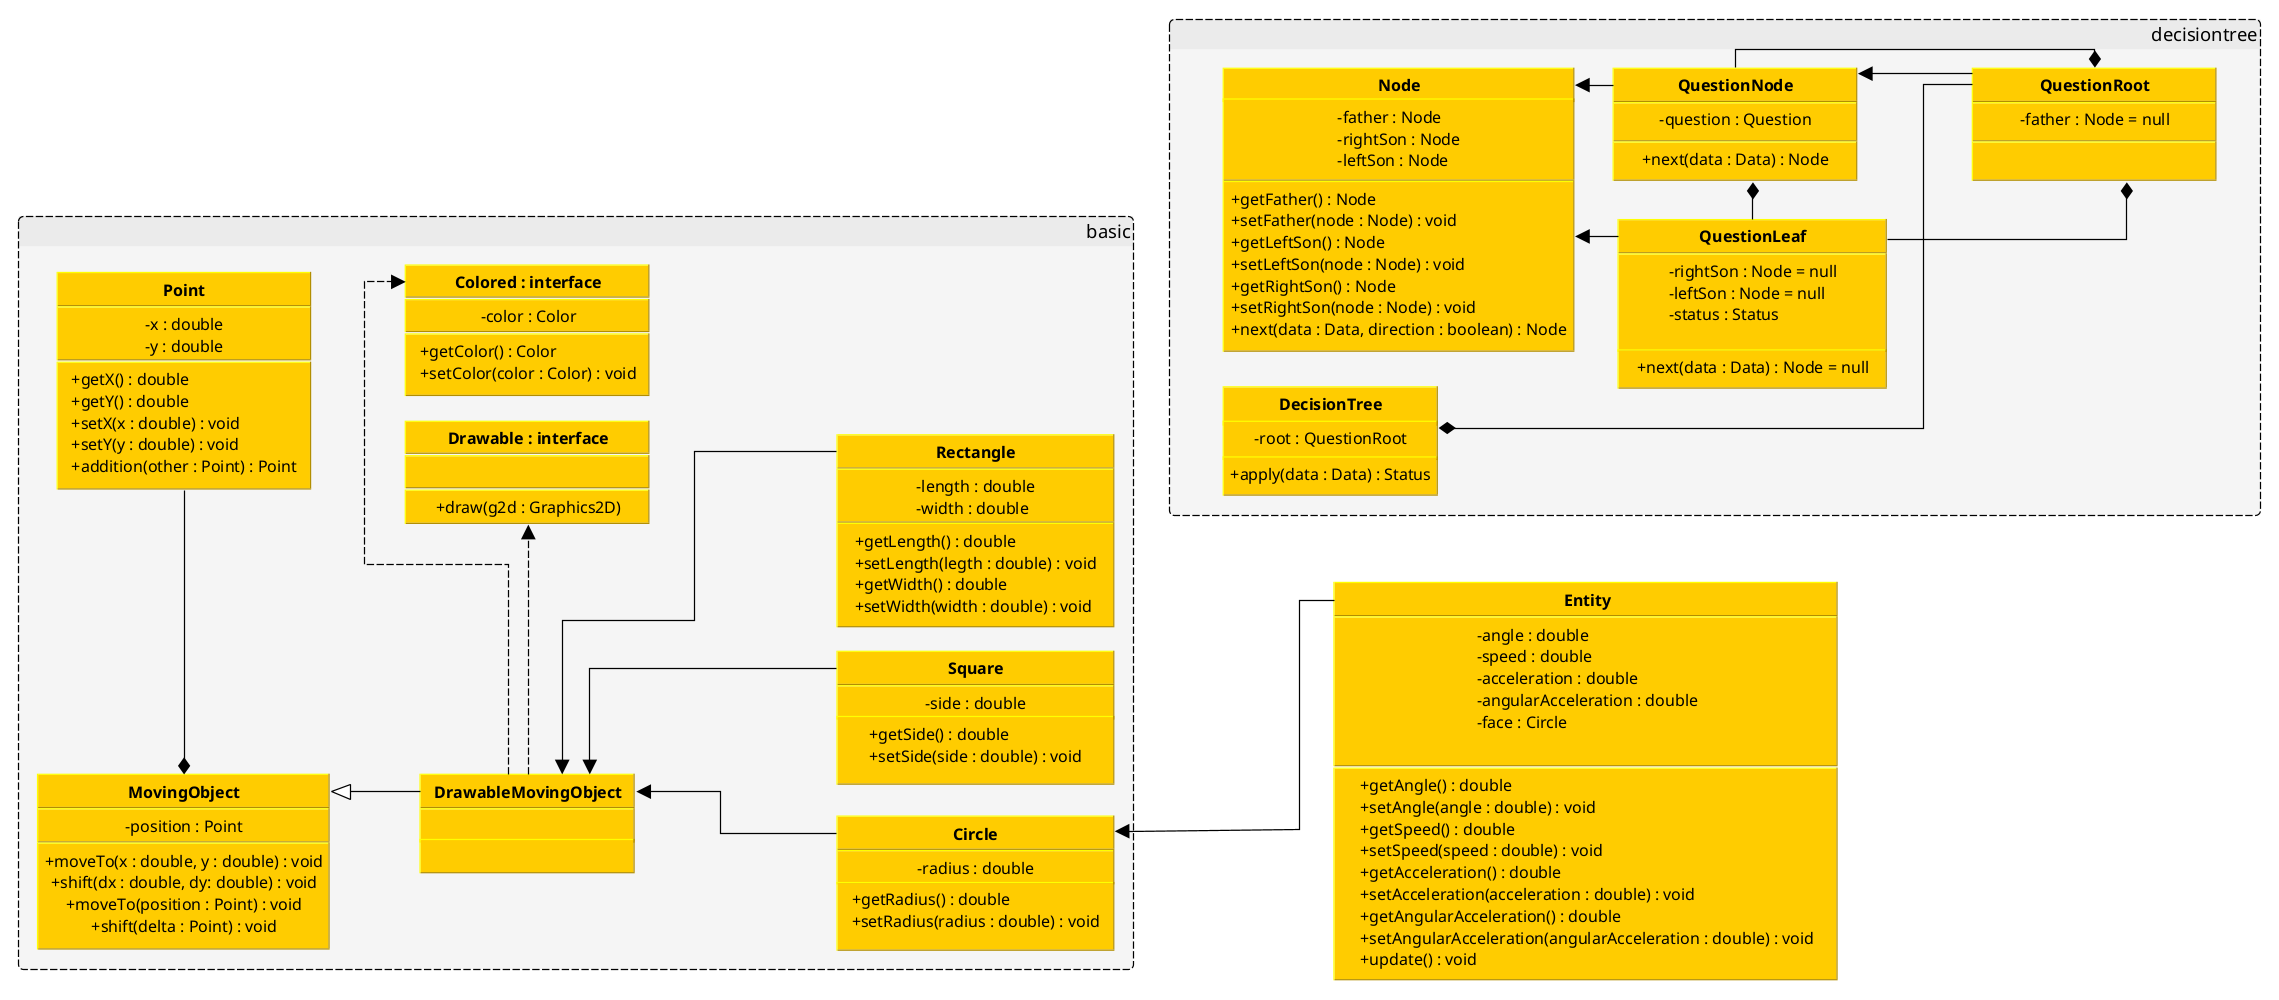 decisiontree
Node
-father : Node
-rightSon : Node
-leftSon : Node
+getFather() : Node
+setFather(node : Node) : void
+getLeftSon() : Node
+setLeftSon(node : Node) : void
+getRightSon() : Node
+setRightSon(node : Node) : void
+next(data : Data, direction : boolean) : Node
QuestionNode
-question : Question
+next(data : Data) : Node
QuestionRoot
-father : Node = null
QuestionLeaf
-rightSon : Node = null
-leftSon : Node = null
-status : Status
+next(data : Data) : Node = null
DecisionTree
-root : QuestionRoot
+apply(data : Data) : Status
basic
Point
-x : double
-y : double
+getX() : double
+getY() : double
+setX(x : double) : void
+setY(y : double) : void
+addition(other : Point) : Point
Colored : interface
-color : Color
+getColor() : Color
+setColor(color : Color) : void
Drawable : interface
+draw(g2d : Graphics2D)
Rectangle
-length : double
-width : double
+getLength() : double
+setLength(legth : double) : void
+getWidth() : double
+setWidth(width : double) : void
Square
-side : double
+getSide() : double
+setSide(side : double) : void
MovingObject
-position : Point
+moveTo(x : double, y : double) : void
+shift(dx : double, dy: double) : void
+moveTo(position : Point) : void
+shift(delta : Point) : void
DrawableMovingObject
Circle
-radius : double
+getRadius() : double
+setRadius(radius : double) : void
Entity
-angle : double
-speed : double
-acceleration : double
-angularAcceleration : double
-face : Circle
+getAngle() : double
+setAngle(angle : double) : void
+getSpeed() : double
+setSpeed(speed : double) : void
+getAcceleration() : double
+setAcceleration(acceleration : double) : void
+getAngularAcceleration() : double
+setAngularAcceleration(angularAcceleration : double) : void
+update() : void